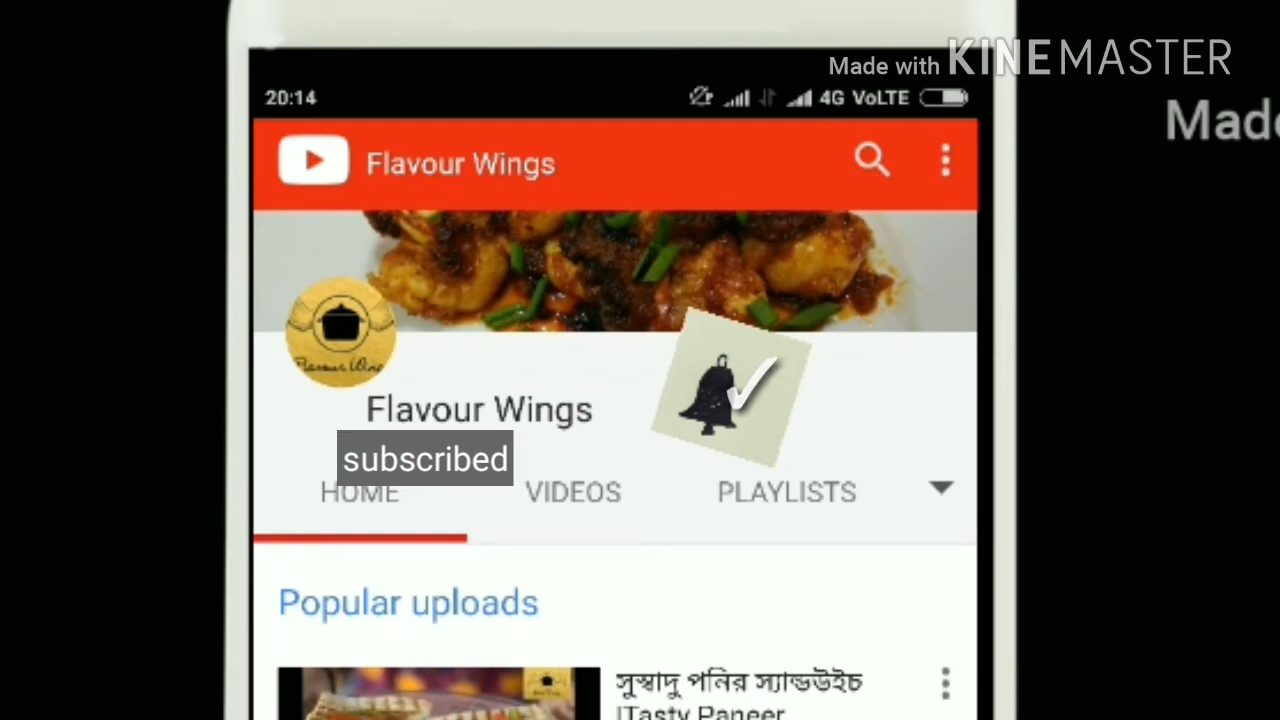 Made with KINEMASTER
Made
20:14 4G VoLTE
Flavour Wings
Flavour Wings
subscribed
HOME VIDEOS PLAYLISTS
Popular uploads
সুস্বাদু পনির স্যান্ডউইচ
|Tasty Paneer